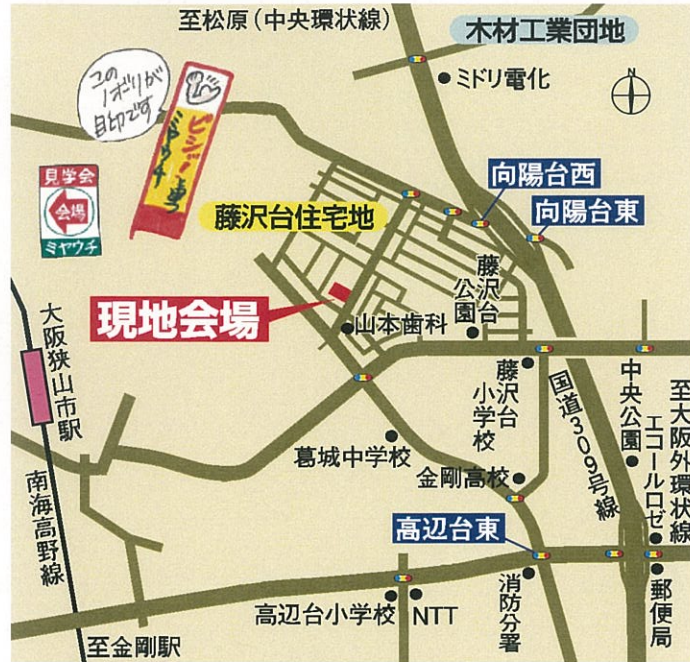 至松原(中央環状線)
木材工業団地
ミドリ電化
N
この
ノボリが
目印です
ビシッ!と建つ
ミヤウチ
見学会
会場
ミヤウチ
向陽台西
向陽台東
藤沢台住宅地
藤沢台
公園
現地会場
山本歯科
大阪狭山市駅
藤沢台
小学校
国道309号線
中央公園
至大阪外環状線
エコールロゼ
葛城中学校
金剛高校
南海高野線
高辺台東
高辺台小学校
NTT
消防分署
郵便局
至金剛駅